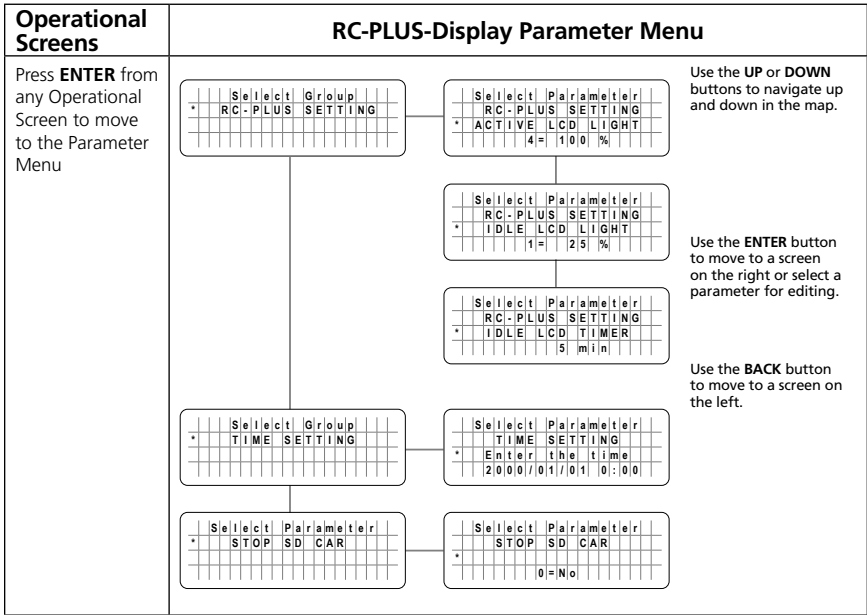 Operational
Screens
RC-PLUS-Display Parameter Menu
Press ENTER from
any Operational
Screen to move
to the Parameter
Menu
Select Group
* RC-PLUS SETTING
Select Parameter
RC-PLUS SETTING
* ACTIVE LCD LIGHT
4= 100 %
Select Parameter
RC-PLUS SETTING
* IDLE LCD LIGHT
1= 25 %
Select Parameter
RC-PLUS SETTING
* IDLE LCD TIMER
5 min
Select Group
* TIME SETTING
Select Parameter
TIME SETTING
* Enter the time
2000/01/01 0:00
Select Parameter
* STOP SD CAR
Select Parameter
STOP SD CAR
*
0=No
Use the UP or DOWN
buttons to navigate up
and down in the map.
Use the ENTER button
to move to a screen
on the right or select a
parameter for editing.
Use the BACK button
to move to a screen on
the left.